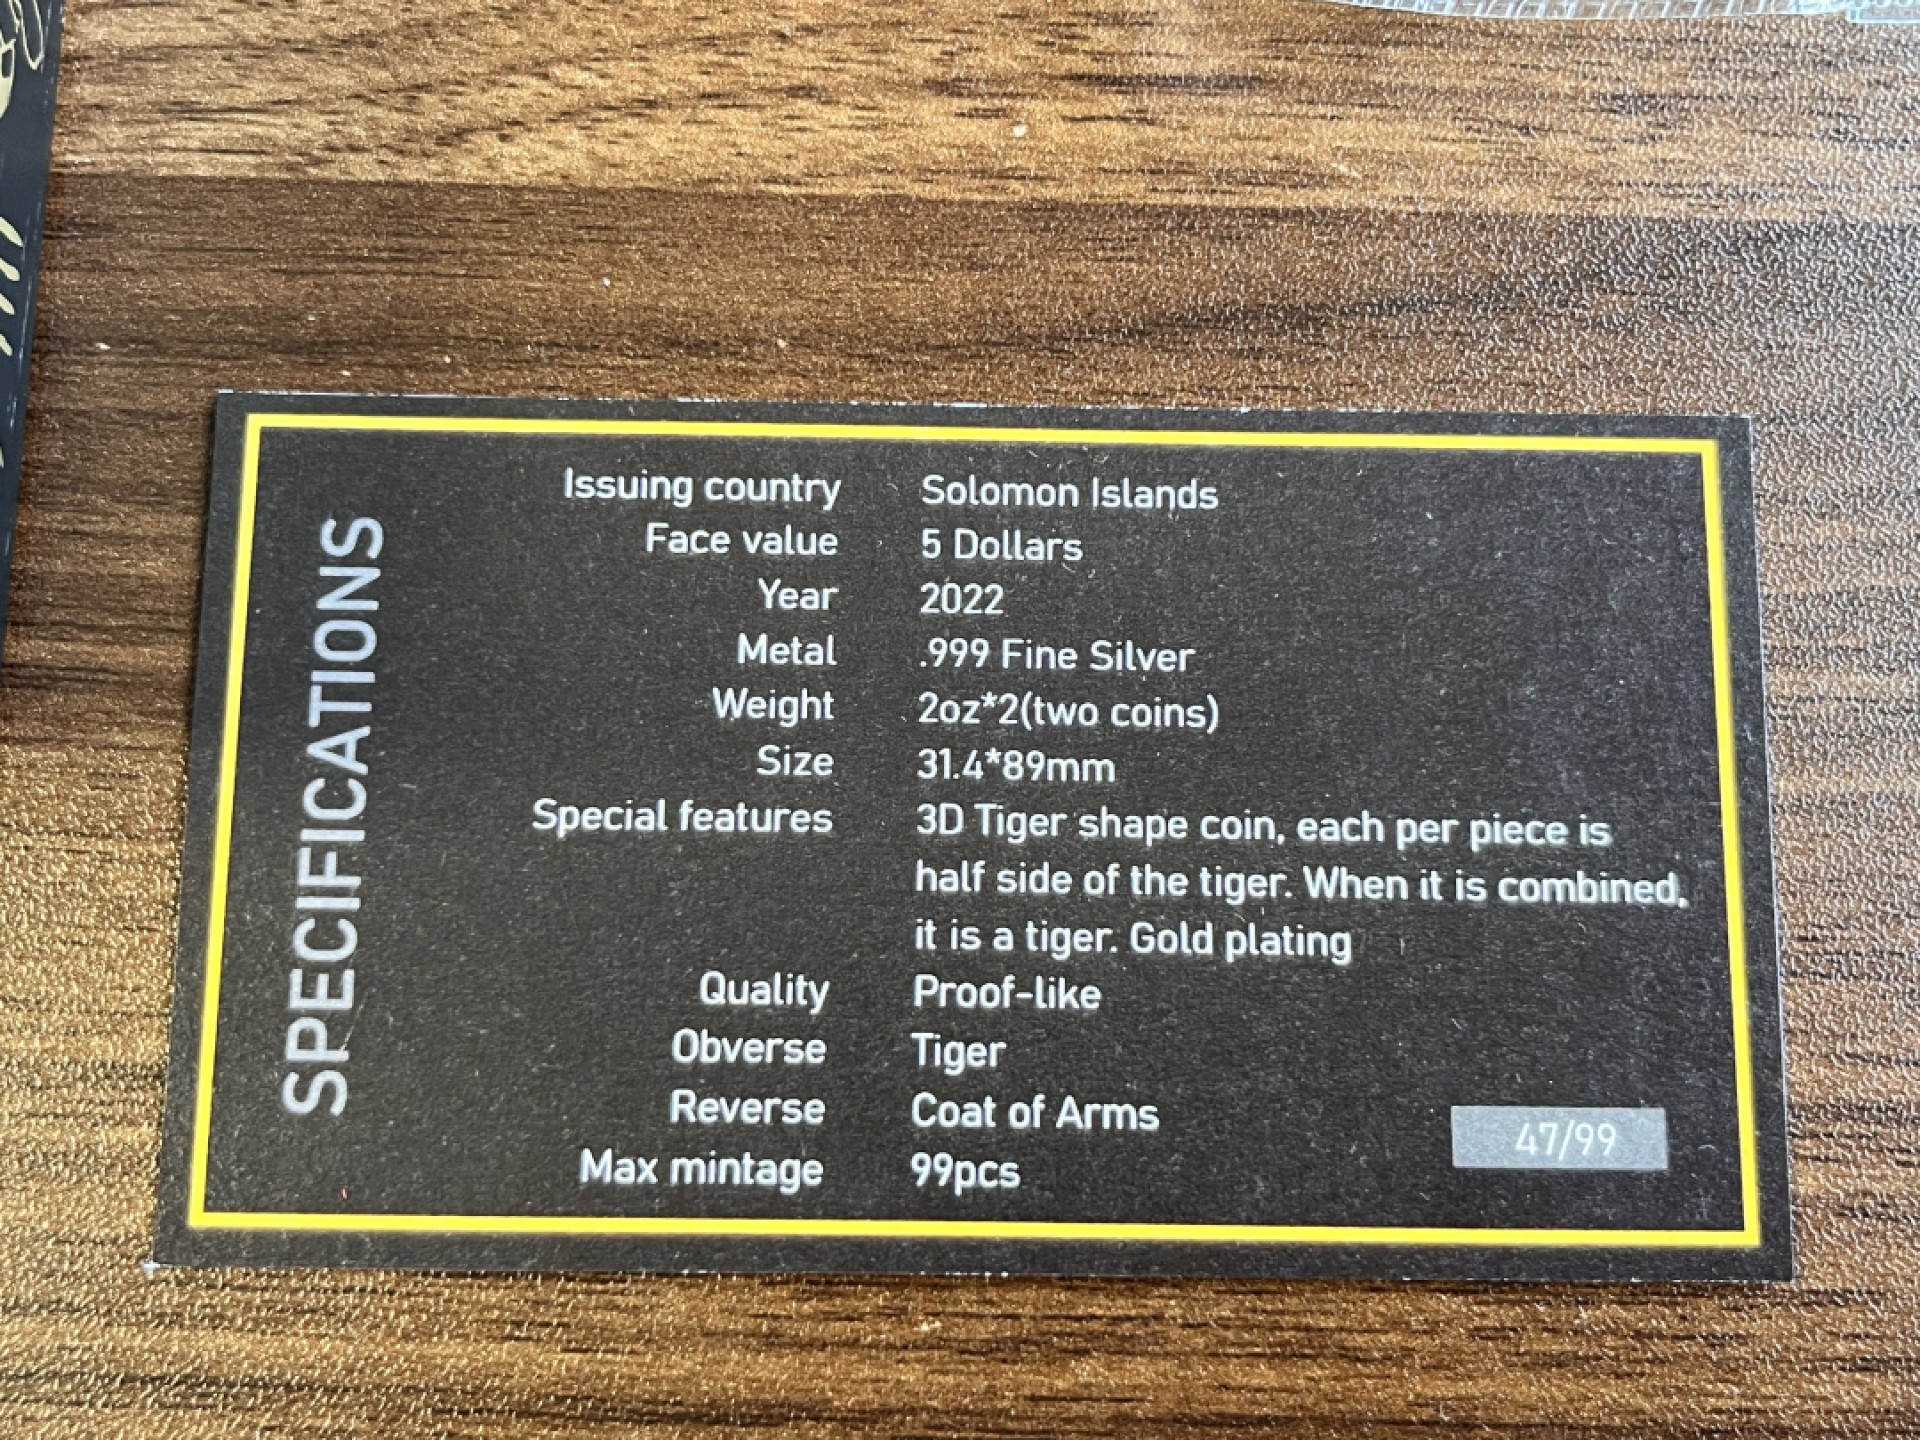 SPECIFICATIONS
Issuing country Solomon Islands
Face value 5 Dollars
Year 2022
Metal .999 Fine Silver
Weight 2oz*2(two coins)
Size 31.4*89mm
Special features 3D Tiger shape coin, each per piece is
half side of the tiger. When it is combined,
it is a tiger. Gold plating
Quality Proof-like
Obverse Tiger
Reverse Coat of Arms
Max mintage 99pcs
47/99